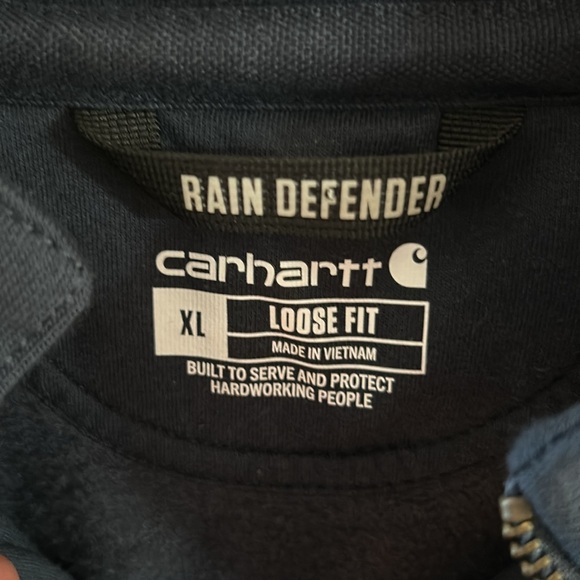 RAIN DEFENDER
carhartt
XL
LOOSE FIT
MADE IN VIETNAM
BUILT TO SERVE AND PROTECT
HARDWORKING PEOPLE